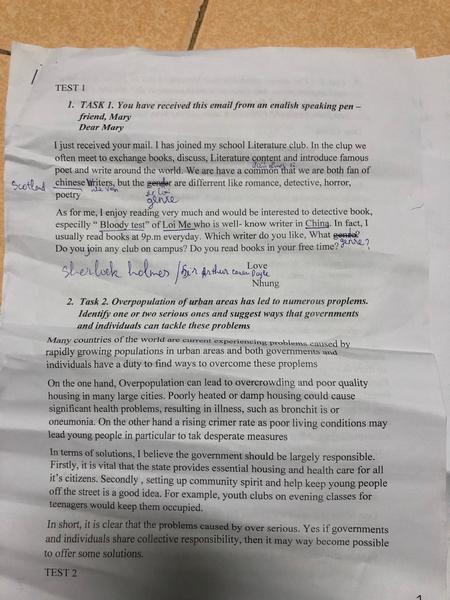 TEST 1
1. TASK 1. You have received this email from an enalish speaking pen –
friend, Mary
Dear Mary
I just received your mail. I has joined my school Literature club. In the clup we
often meet to exchange books, discuss, Literature content and introduce famous
poet and write around the world. We are have a common that we are both fan of
Scotland chinese Writers, but the gender are differrent like romance, detective, horror,
poetry
genre
As for me, I enjoy reading very much and would be interested to detective book,
especilly “ Bloody test” of Loi Me who is well- know writer in China. In fact, I
usually read books at 9p.m everyday. Which writer do you like, What gender?
genre?
Do you join any club on campus? Do you read books in your free time?
Sherlock holmes / Sir Arthur conan Doyle
Love
Nhung
2. Task 2. Overpopulation of urban areas has led to numerous proplems.
Identify one or two serious ones and suggest ways that governments
and individuals can tackle these problems
Many countries of the world are current experiencing problems caused by
rapidly growing populations in urban areas and both governments and
individuals have a duty to find ways to overcome these proplems
On the one hand, Overpopulation can lead to overcrowding and poor quality
housing in many large cities. Poorly heated or damp housing could cause
significant health problems, resulting in illness, such as bronchit is or
oneumonia. On the other hand a rising crimer rate as poor living conditions may
lead young people in particular to tak desperate measures
In terms of solutions, I believe the government should be largely responsible.
Firstly, it is vital that the state provides essential housing and health care for all
it’s citizens. Secondly , setting up community spirit and help keep young people
off the street is a good idea. For example, youth clubs on evening classes for
teenagers would keep them occupied.
In short, it is clear that the problems caused by over serious. Yes if governments
and individuals share collective responsibility, then it may way become possible
to offer some solutions.
TEST 2